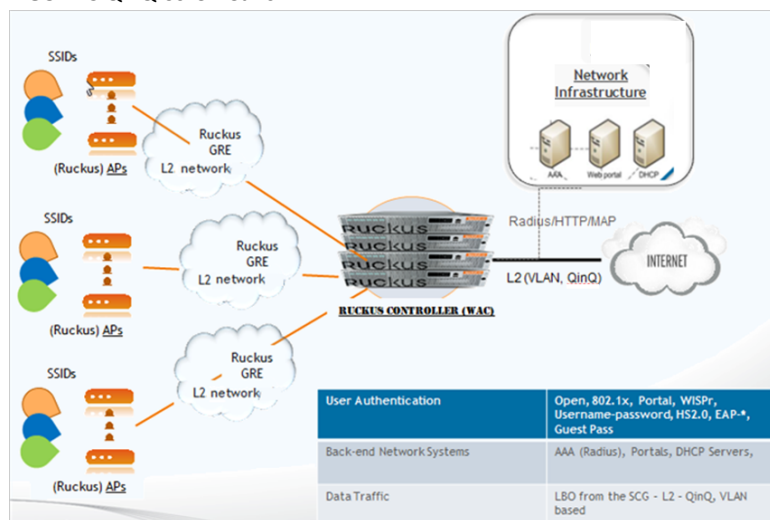 SSIDs
(Ruckus) APs
Ruckus
GRE
L2 network
SSIDs
(Ruckus) APs
Ruckus
GRE
L2 network
SSIDs
(Ruckus) APs
Ruckus
GRE
L2 network
RUCKUS
RUCKUS
RUCKUS
RUCKUS
RUCKUS CONTROLLER (WAC)
Network
Infrastructure
AAA
Web portal
DHCP
Radius/HTTP/MAP
L2 (VLAN, QinQ)
INTERNET
User Authentication
Open, 802.1x, Portal, WISPr,
Username-password, HS2.0, EAP-*,
Guest Pass
Back-end Network Systems
AAA (Radius), Portals, DHCP Servers,
Data Traffic
LBO from the SCG - L2 - QinQ, VLAN
based